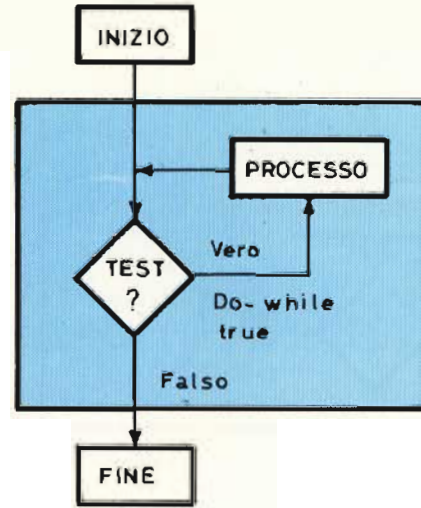 INIZIO
PROCESSO
TEST
?
Vero
Do-while
true
Falso
FINE